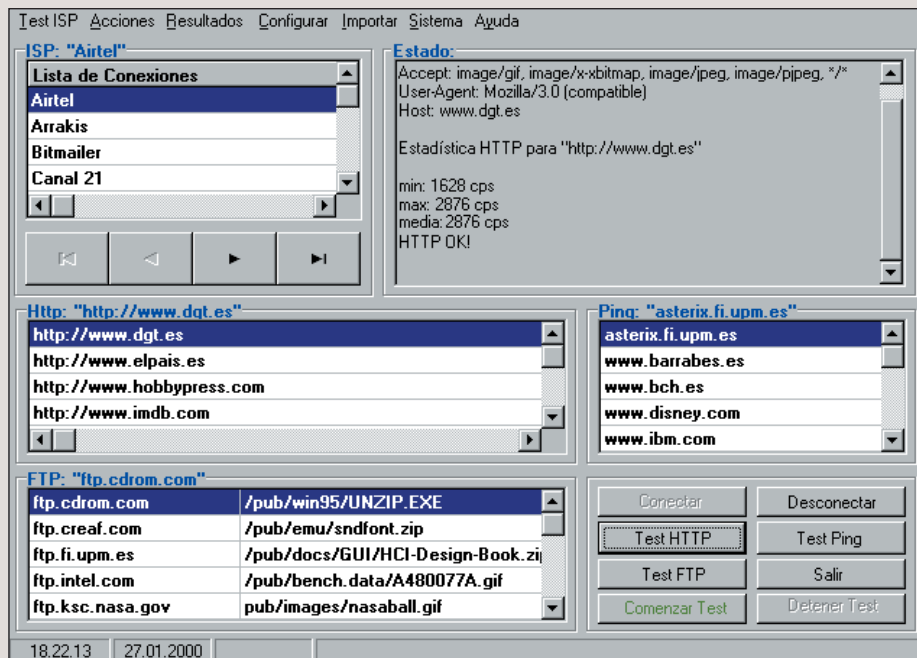 Test ISP Acciones Resultados Configurar Importar Sistema Ayuda
ISP: "Airtel"
Lista de Conexiones
Airtel
Arrakis
Bitmailer
Canal 21
Estado:
Accept: image/gif, image/x-xbitmap, image/jpeg, image/pjpeg, */*
User-Agent: Mozilla/3.0 (compatible)
Host: www.dgt.es
Estadística HTTP para "http://www.dgt.es"
min: 1628 cps
max: 2876 cps
media: 2876 cps
HTTP OK!
Http: "http://www.dgt.es"
http://www.dgt.es
http://www.elpais.es
http://www.hobbypress.com
http://www.imdb.com
Ping: "asterix.fi.upm.es"
asterix.fi.upm.es
www.barrabes.es
www.bch.es
www.disney.com
www.ibm.com
FTP: "ftp.cdrom.com"
ftp.cdrom.com /pub/win95/UNZIP.EXE
ftp.creaf.com /pub/emu/sndfont.zip
ftp.fi.upm.es /pub/docs/GUI/HCI-Design-Book.zi
ftp.intel.com /pub/bench.data/A480077A.gif
ftp.ksc.nasa.gov pub/images/nasaball.gif
Conectar Desconectar
Test HTTP Test Ping
Test FTP Salir
Comenzar Test Detener Test
18.22.13 27.01.2000